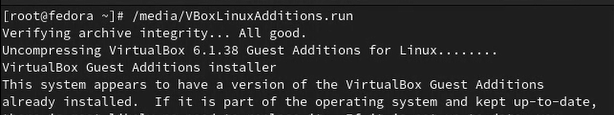 [root@fedora ~]# /media/VBoxLinuxAdditions.run
Verifying archive integrity... All good.
Uncompressing VirtualBox 6.1.38 Guest Additions for Linux........
VirtualBox Guest Additions installer
This system appears to have a version of the VirtualBox Guest Additions
already installed.  If it is part of the operating system and kept up-to-date,